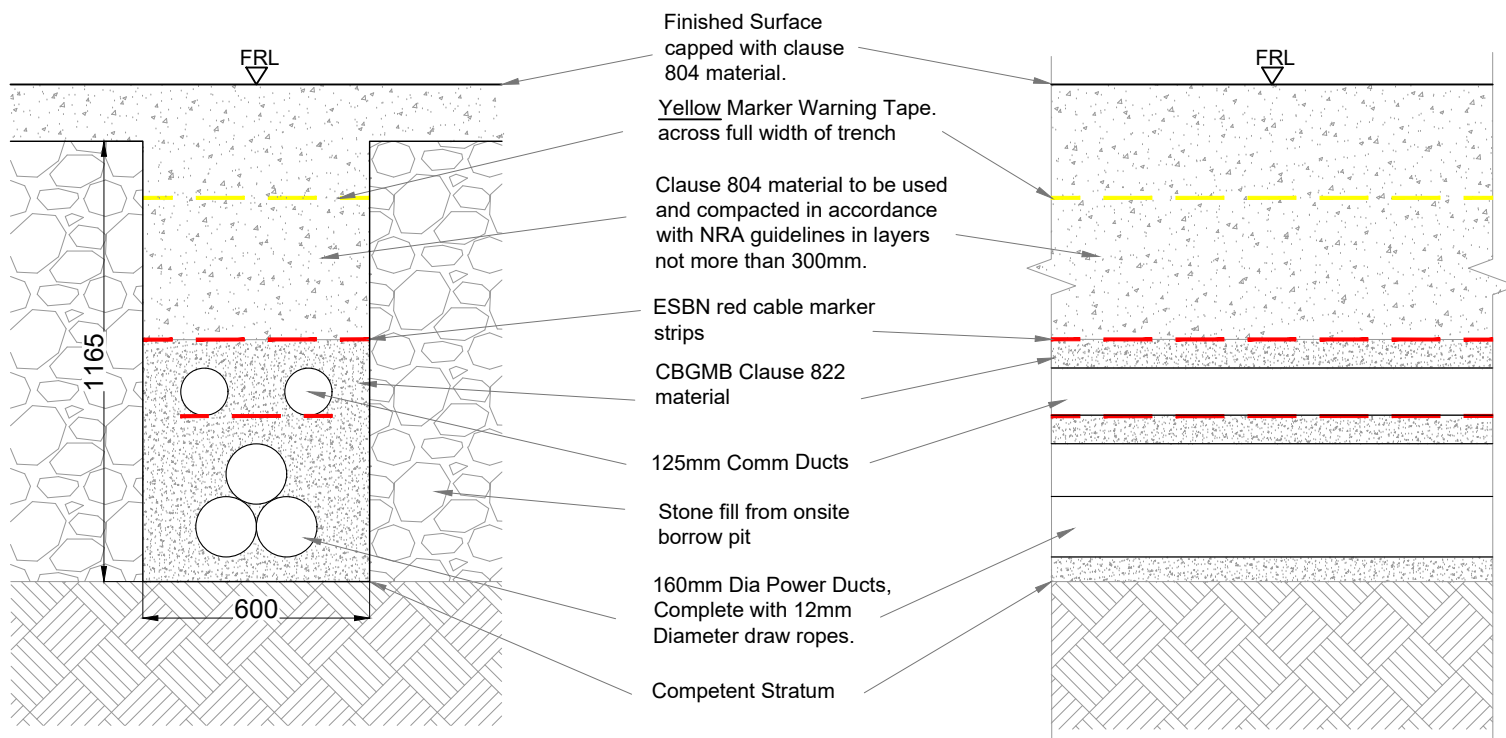 FRL
1165
600
Finished Surface
capped with clause
804 material.
Yellow Marker Warning Tape.
across full width of trench
Clause 804 material to be used
and compacted in accordance
with NRA guidelines in layers
not more than 300mm.
ESBN red cable marker
strips
CBGMB Clause 822
material
125mm Comm Ducts
Stone fill from onsite
borrow pit
160mm Dia Power Ducts,
Complete with 12mm
Diameter draw ropes.
Competent Stratum
FRL